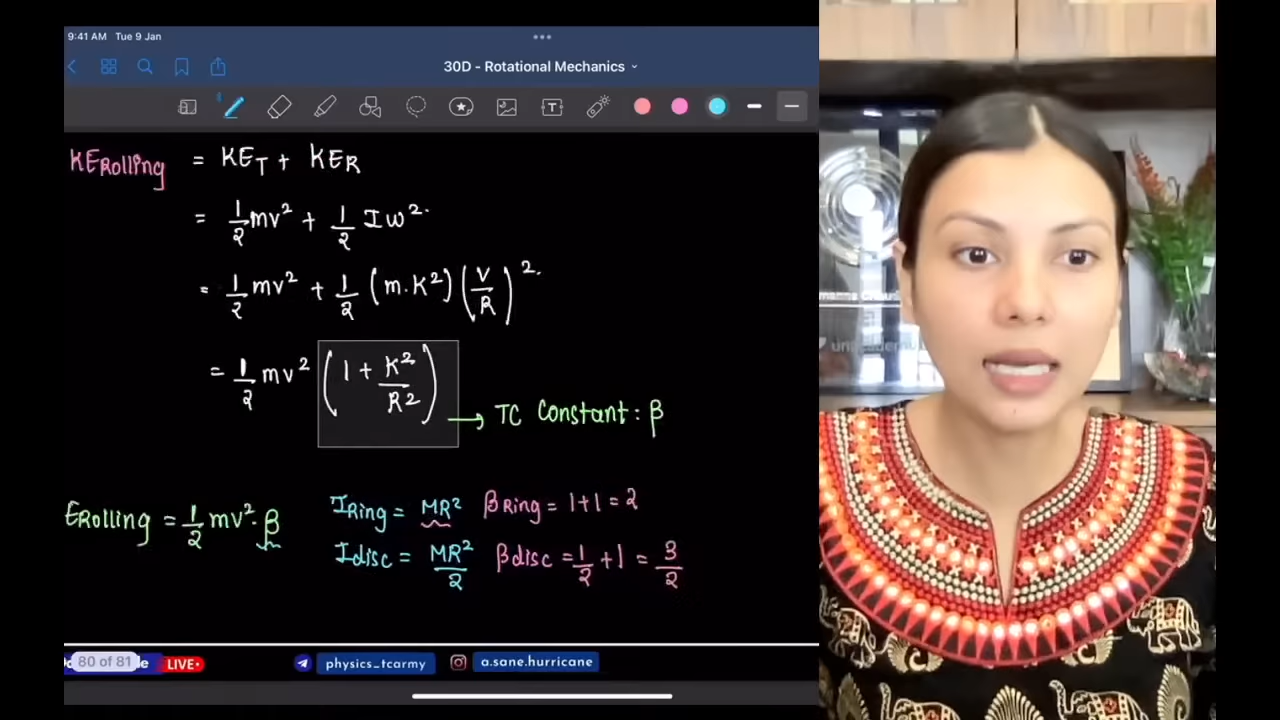 9:41 AM Tue 9 Jan
30D - Rotational Mechanics
KERolling = KET + KER
= 1/2 mv² + 1/2 Iω²
= 1/2 mv² + 1/2 (m.K²) (V/R)²
= 1/2 mv² (1 + K²/R²)
→ TC Constant : β
ERolling = 1/2 mv². β
IRing = MR² βRing = 1+1 = 2
Idisc = MR²/2 βdisc = 1/2 + 1 = 3/2
80 of 81
LIVE
physics_tcarmy
a.sane.hurricane